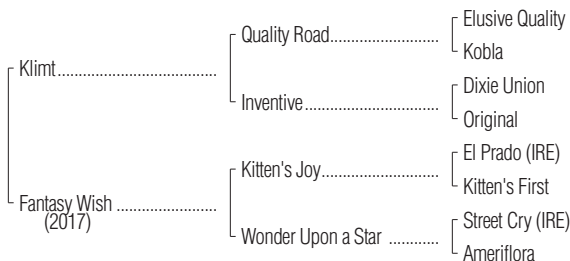 Elusive Quality
Quality Road
Kobla
Klimt
Dixie Union
Inventive
Original
El Prado (IRE)
Kitten's Joy
Kitten's First
Fantasy Wish
(2017)
Street Cry (IRE)
Wonder Upon a Star
Ameriflora